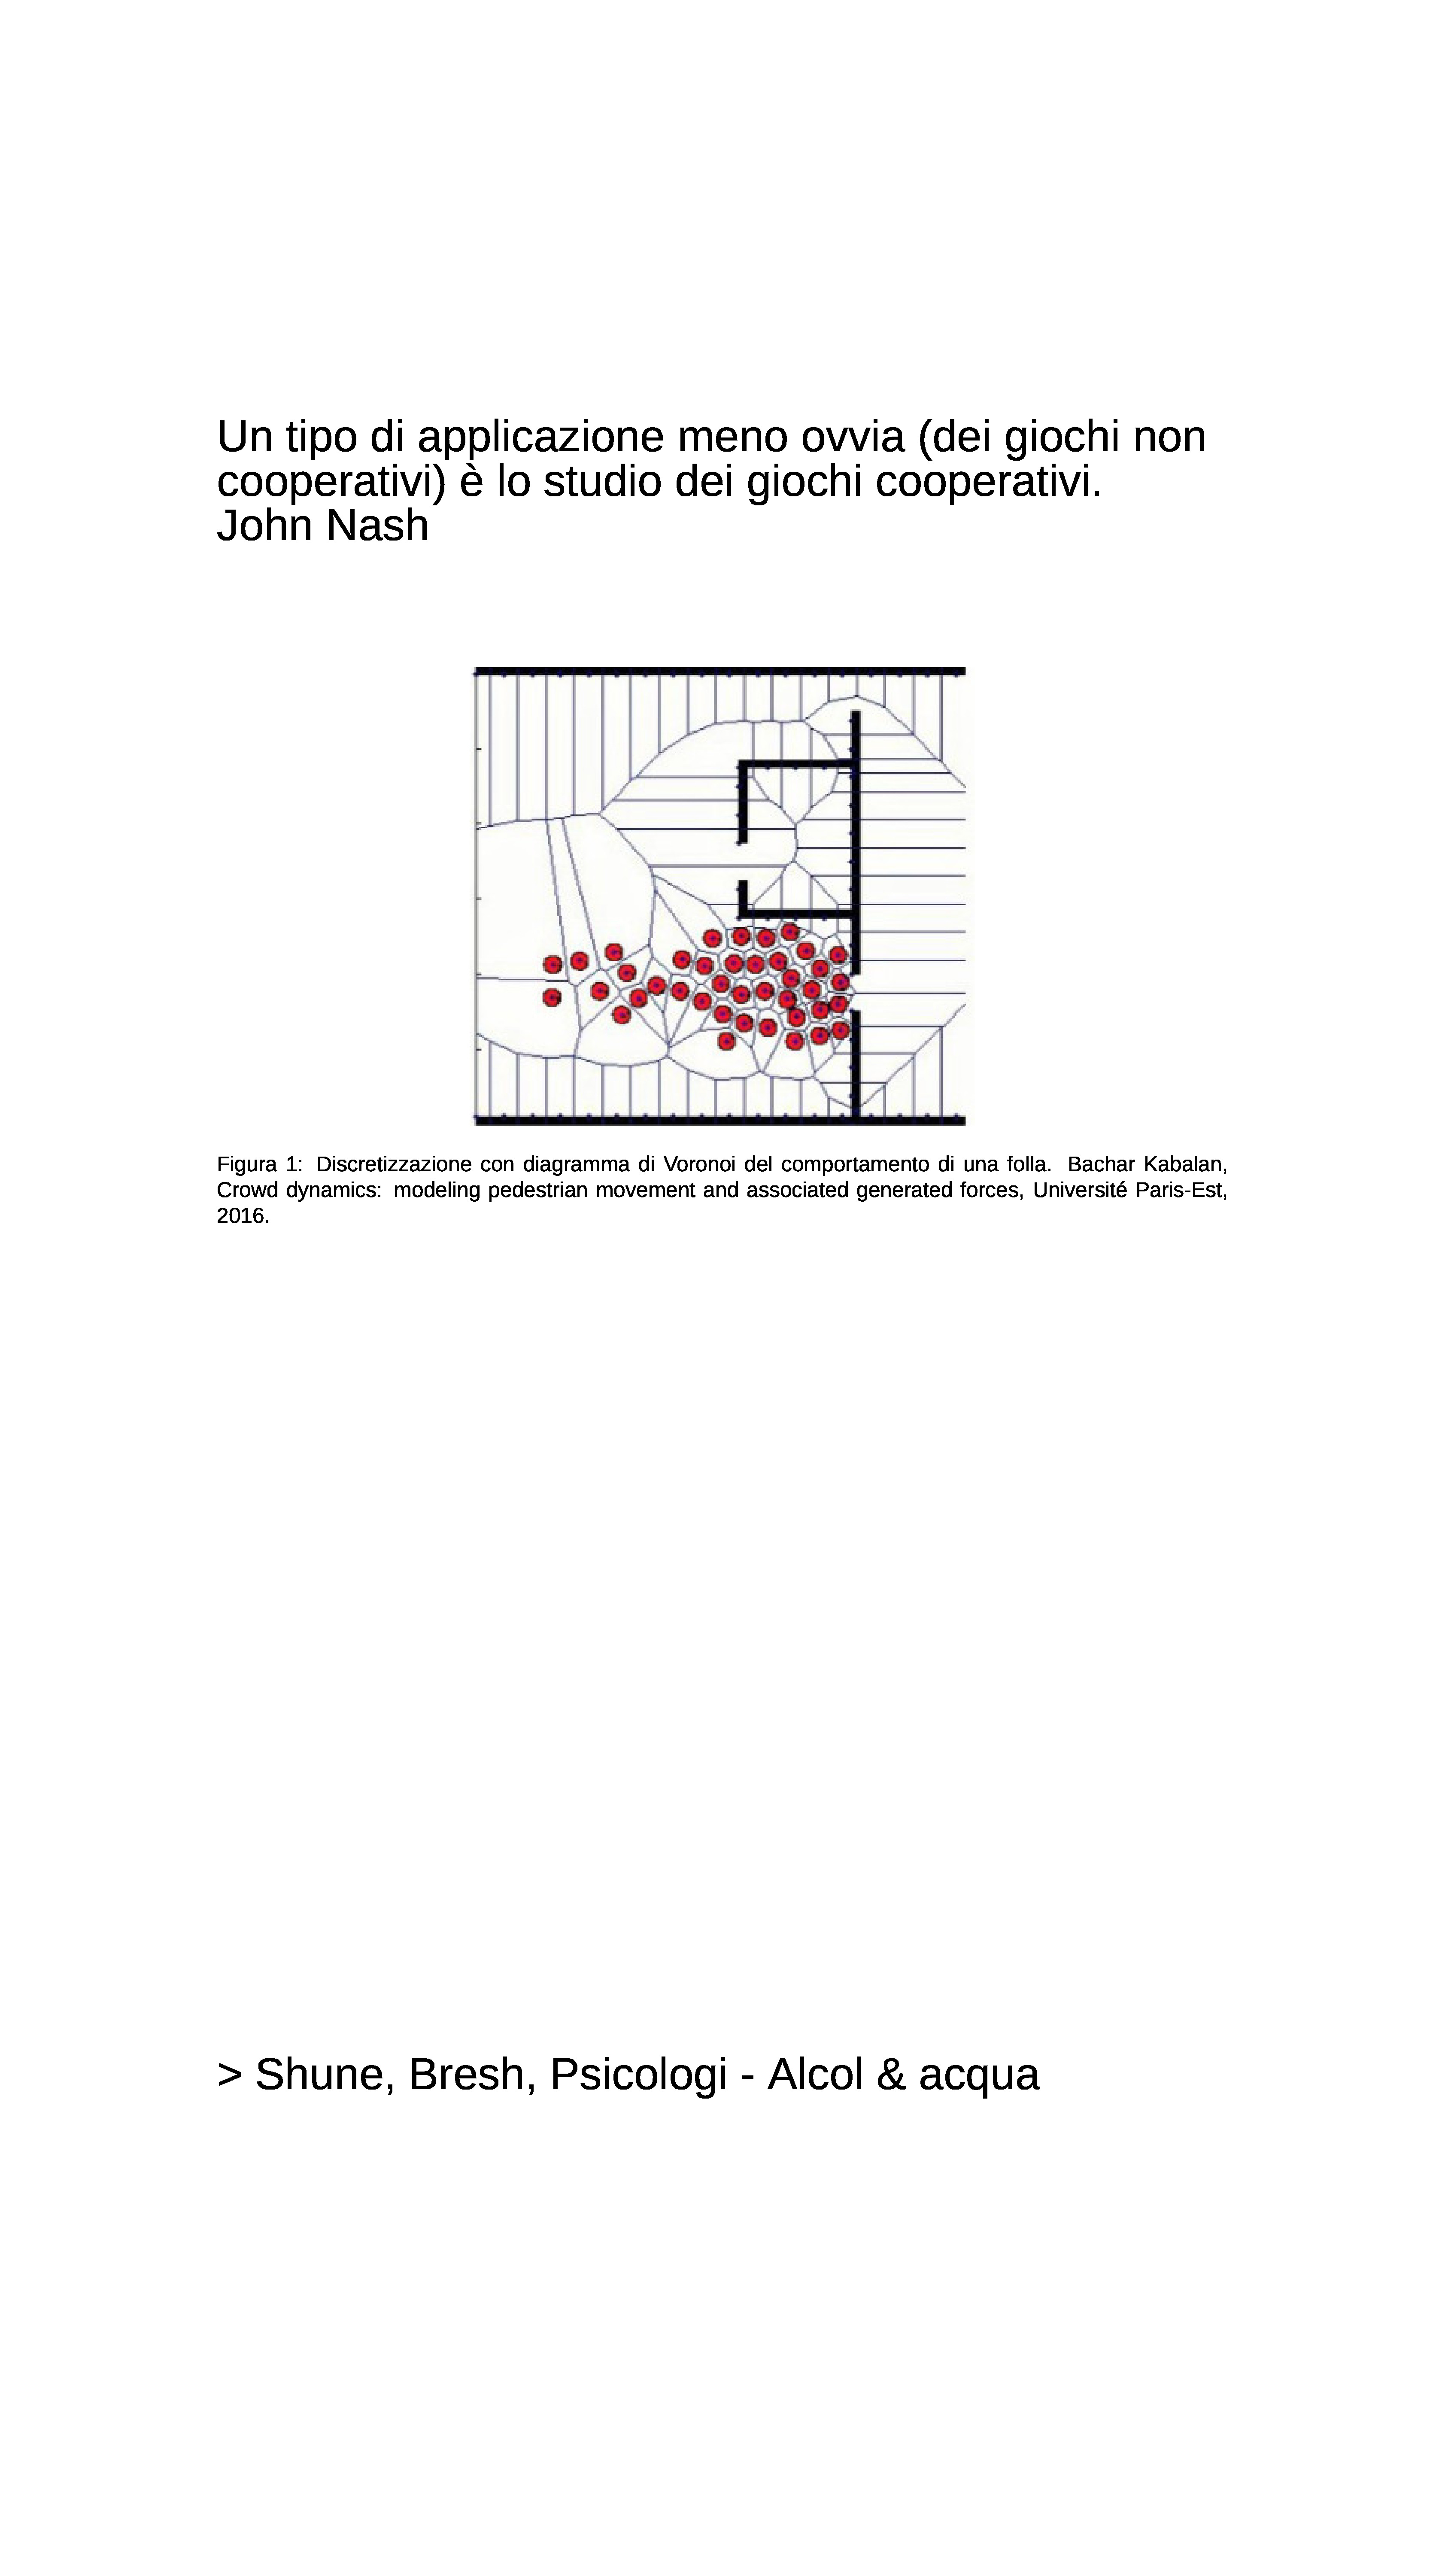 Un tipo di applicazione meno ovvia (dei giochi non
cooperativi) è lo studio dei giochi cooperativi.
John Nash
Figura 1: Discretizzazione con diagramma di Voronoi del comportamento di una folla. Bachar Kabalan,
Crowd dynamics: modeling pedestrian movement and associated generated forces, Université Paris-Est,
2016.
> Shune, Bresh, Psicologi - Alcol & acqua